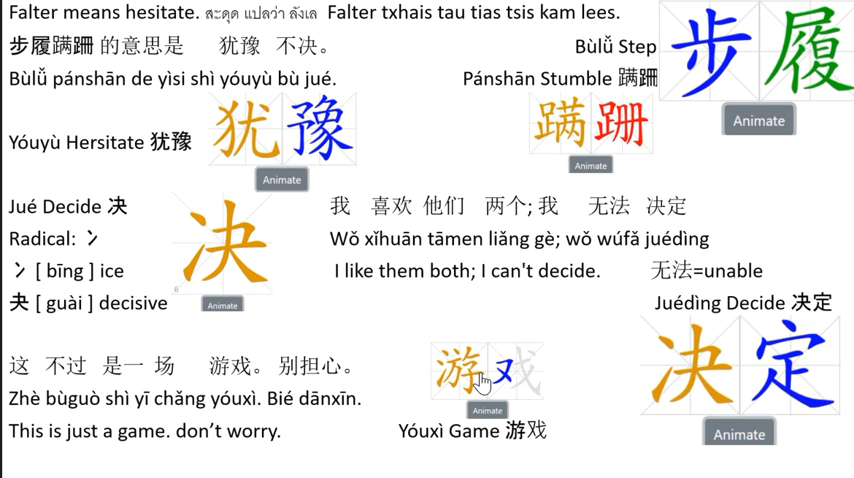 Falter means hesitate. สะดุด แปลว่า ลังเล Falter txhais tau tias tsis kam lees.
步履蹒跚 的意思是 犹豫 不决。
Bùlǚ Step
步履
Bùlǚ pánshān de yìsi shì yóuyù bù jué.
Pánshān Stumble 蹒跚
Animate
Yóuyù Hersitate 犹豫
犹豫
Animate
蹒跚
Animate
Jué Decide 决
Radical: 冫
冫 [ bīng ] ice
夬 [ guài ] decisive
决
6
Animate
我 喜欢 他们 两个; 我 无法 决定
Wǒ xǐhuān tāmen liǎng gè; wǒ wúfǎ juédìng
I like them both; I can't decide. 无法=unable
Juédìng Decide 决定
决定
Animate
这 不过 是一 场 游戏。 别担心。
Zhè bùguò shì yī chǎng yóuxì. Bié dānxīn.
This is just a game. don’t worry.
游戏
Animate
Yóuxì Game 游戏